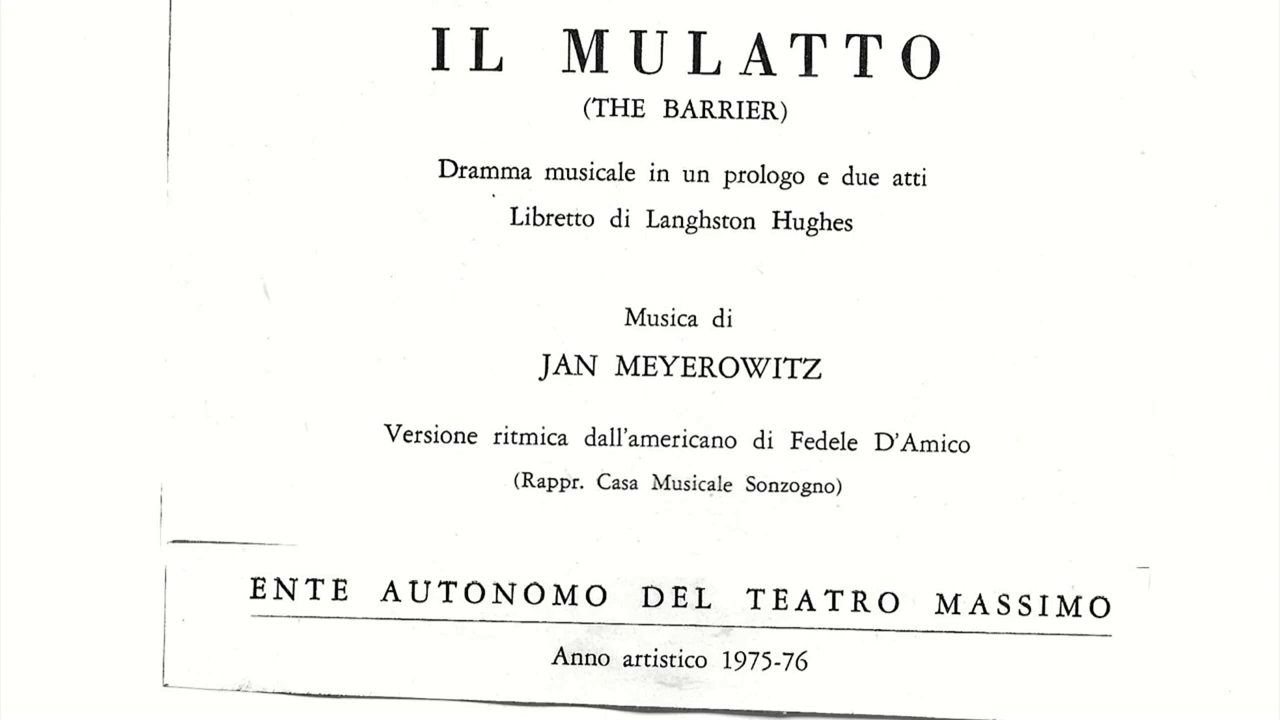 IL MULATTO
(THE BARRIER)
Dramma musicale in un prologo e due atti
Libretto di Langhston Hughes
Musica di
JAN MEYEROWITZ
Versione ritmica dall'americano di Fedele D'Amico
(Rappr. Casa Musicale Sonzogno)
ENTE AUTONOMO DEL TEATRO MASSIMO
Anno artistico 1975-76